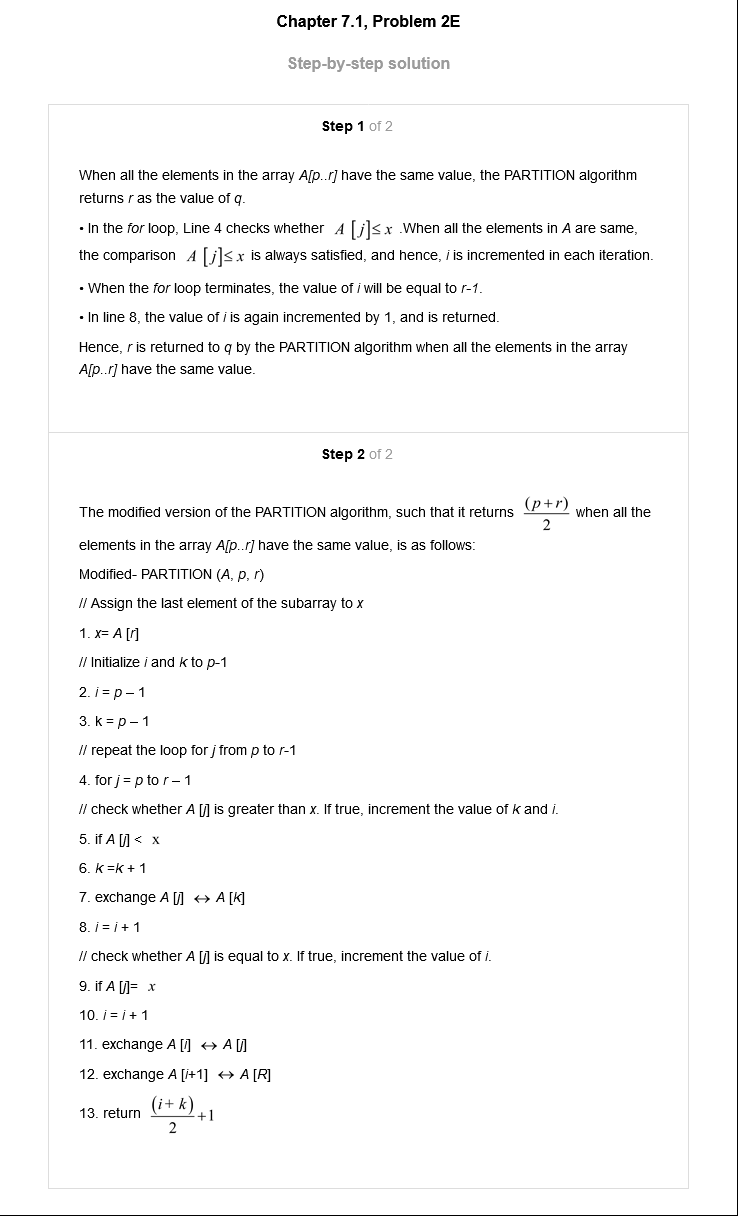 Chapter 7.1, Problem 2E
Step-by-step solution
Step 1 of 2
When all the elements in the array A[p..r] have the same value, the PARTITION algorithm
returns r as the value of q.
• In the for loop, Line 4 checks whether A [j]≤ x .When all the elements in A are same,
the comparison A [j]≤ x is always satisfied, and hence, i is incremented in each iteration.
• When the for loop terminates, the value of i will be equal to r-1.
• In line 8, the value of i is again incremented by 1, and is returned.
Hence, r is returned to q by the PARTITION algorithm when all the elements in the array
A[p..r] have the same value.
Step 2 of 2
The modified version of the PARTITION algorithm, such that it returns (p+r)/2 when all the
elements in the array A[p..r] have the same value, is as follows:
Modified- PARTITION (A, p, r)
// Assign the last element of the subarray to x
1. x= A [r]
// Initialize i and k to p-1
2. i = p – 1
3. k = p – 1
// repeat the loop for j from p to r-1
4. for j = p to r – 1
// check whether A [j] is greater than x. If true, increment the value of k and i.
5. if A [j] < x
6. k =k + 1
7. exchange A [j] ↔ A [k]
8. i = i + 1
// check whether A [j] is equal to x. If true, increment the value of i.
9. if A [j]= x
10. i = i + 1
11. exchange A [i] ↔ A [j]
12. exchange A [i+1] ↔ A [R]
13. return (i+k)/2 +1